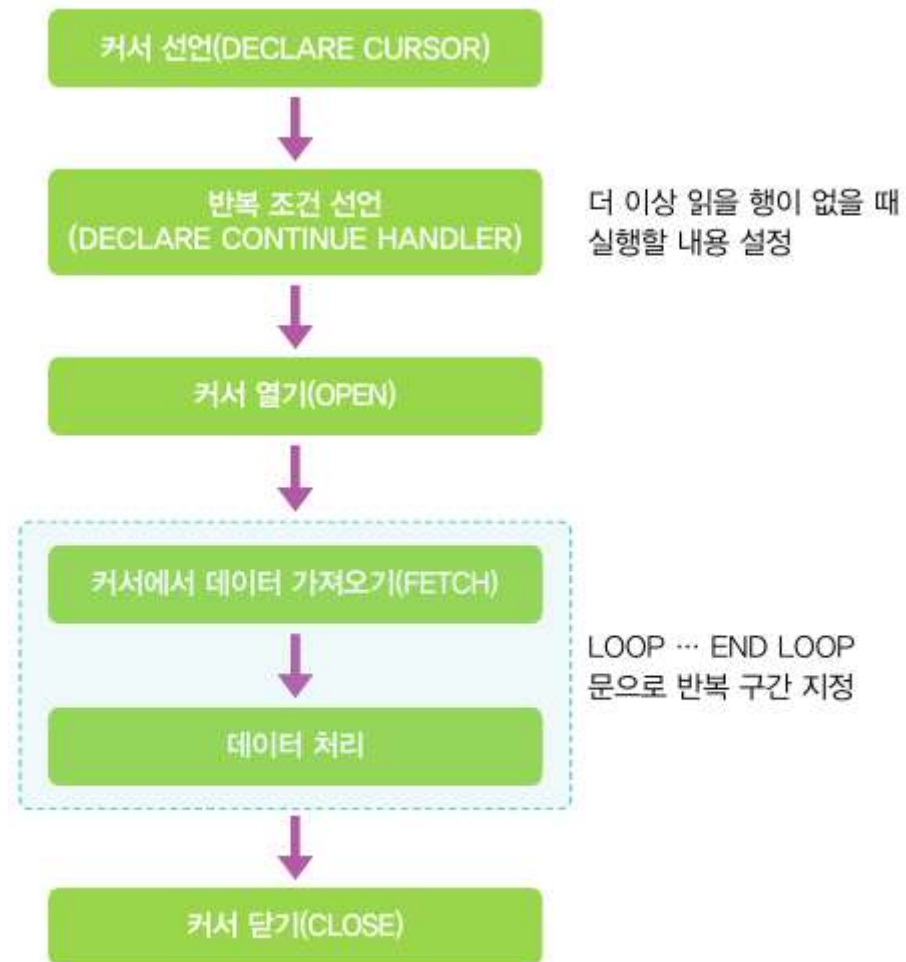 커서 선언(DECLARE CURSOR)
반복 조건 선언
(DECLARE CONTINUE HANDLER)
더 이상 읽을 행이 없을 때
실행할 내용 설정
커서 열기(OPEN)
커서에서 데이터 가져오기(FETCH)
LOOP … END LOOP
문으로 반복 구간 지정
데이터 처리
커서 닫기(CLOSE)